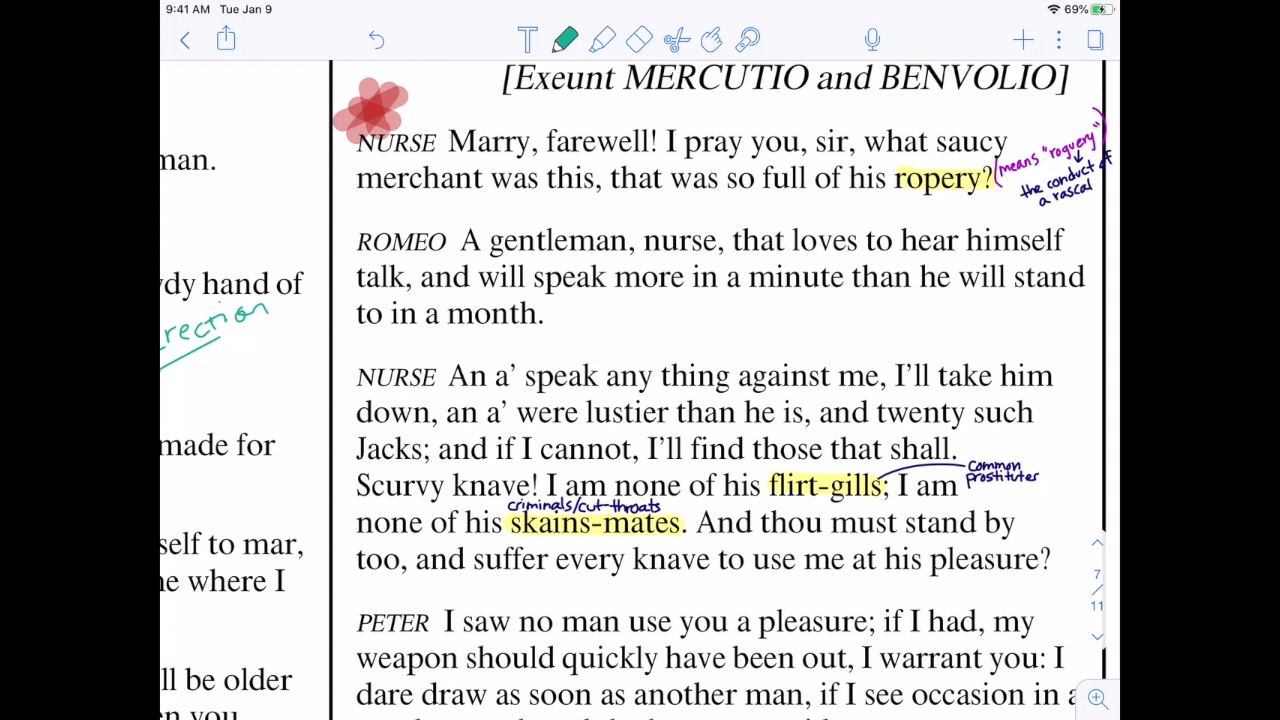 9:41 AM Tue Jan 9
69%
[Exeunt MERCUTIO and BENVOLIO]
man.
dy hand of
rection
made for
self to mar,
e where I
ll be older
en you
NURSE Marry, farewell! I pray you, sir, what saucy
merchant was this, that was so full of his ropery?
(means "roguery")
the conduct of
a rascal
ROMEO A gentleman, nurse, that loves to hear himself
talk, and will speak more in a minute than he will stand
to in a month.
NURSE An a’ speak any thing against me, I’ll take him
down, an a’ were lustier than he is, and twenty such
Jacks; and if I cannot, I’ll find those that shall.
Scurvy knave! I am none of his flirt-gills; I am
common
prostitutes
criminals/cut-throats
none of his skains-mates. And thou must stand by
too, and suffer every knave to use me at his pleasure?
PETER I saw no man use you a pleasure; if I had, my
weapon should quickly have been out, I warrant you: I
dare draw as soon as another man, if I see occasion in a
7
/
11